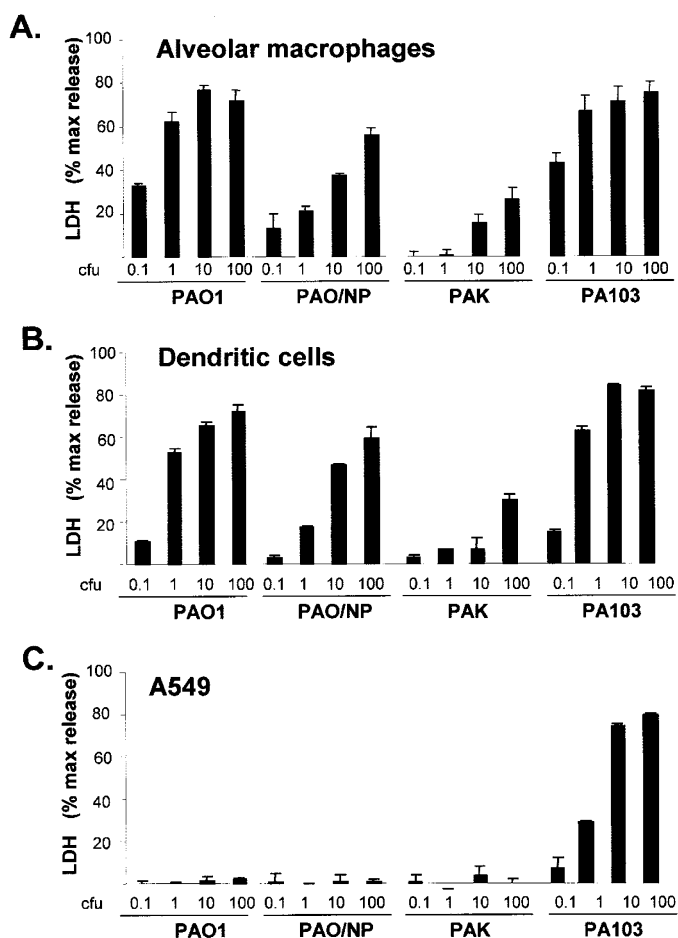 A.
Alveolar macrophages
LDH (% max release)
100
80
60
40
20
cfu 0.1 1 10 100 0.1 1 10 100 0.1 1 10 100 0.1 1 10 100
PAO1 PAO/NP PAK PA103
B.
Dendritic cells
LDH (% max release)
100
80
60
40
20
cfu 0.1 1 10 100 0.1 1 10 100 0.1 1 10 100 0.1 1 10 100
PAO1 PAO/NP PAK PA103
C.
A549
LDH (% max release)
100
80
60
40
20
cfu 0.1 1 10 100 0.1 1 10 100 0.1 1 10 100 0.1 1 10 100
PAO1 PAO/NP PAK PA103